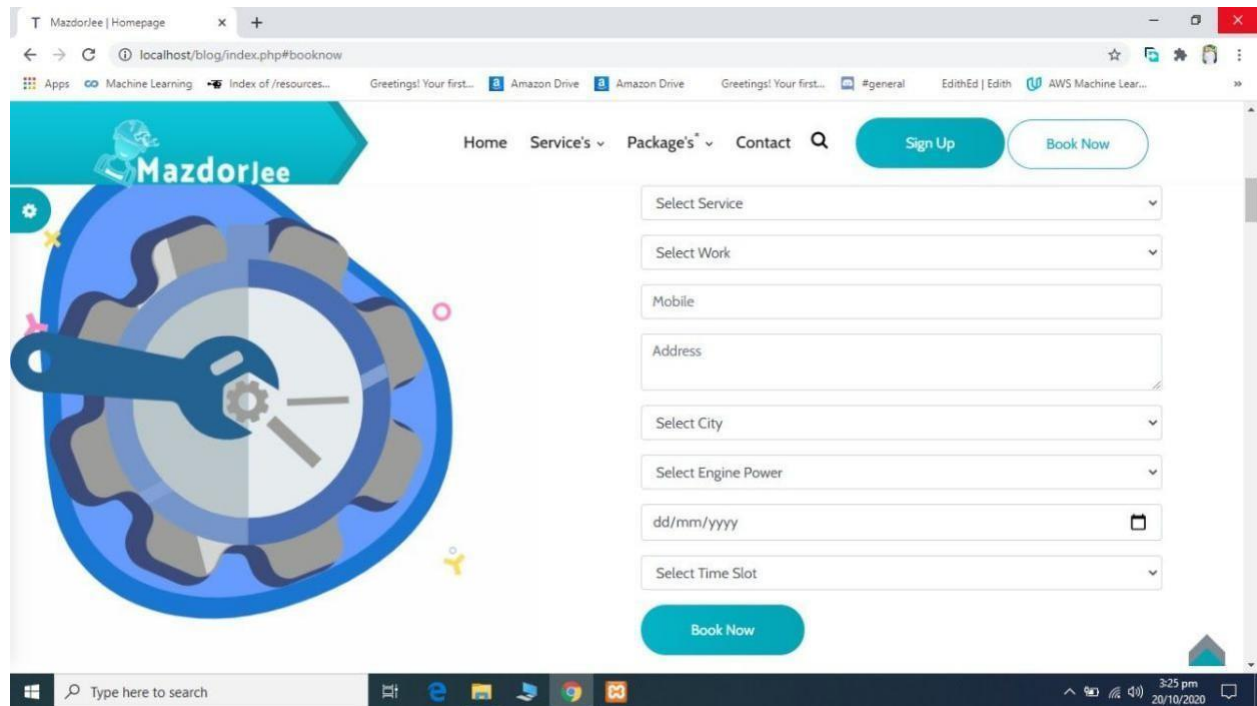 T MazdorJee | Homepage
localhost/blog/index.php#booknow
Apps Machine Learning Index of /resources... Greetings! Your first... Amazon Drive Amazon Drive Greetings! Your first... #general EdithEd | Edith AWS Machine Lear... »
MazdorJee
Home Service's Package's Contact Sign Up Book Now
Select Service
Select Work
Mobile
Address
Select City
Select Engine Power
dd/mm/yyyy
Select Time Slot
Book Now
Type here to search
3:25 pm
20/10/2020